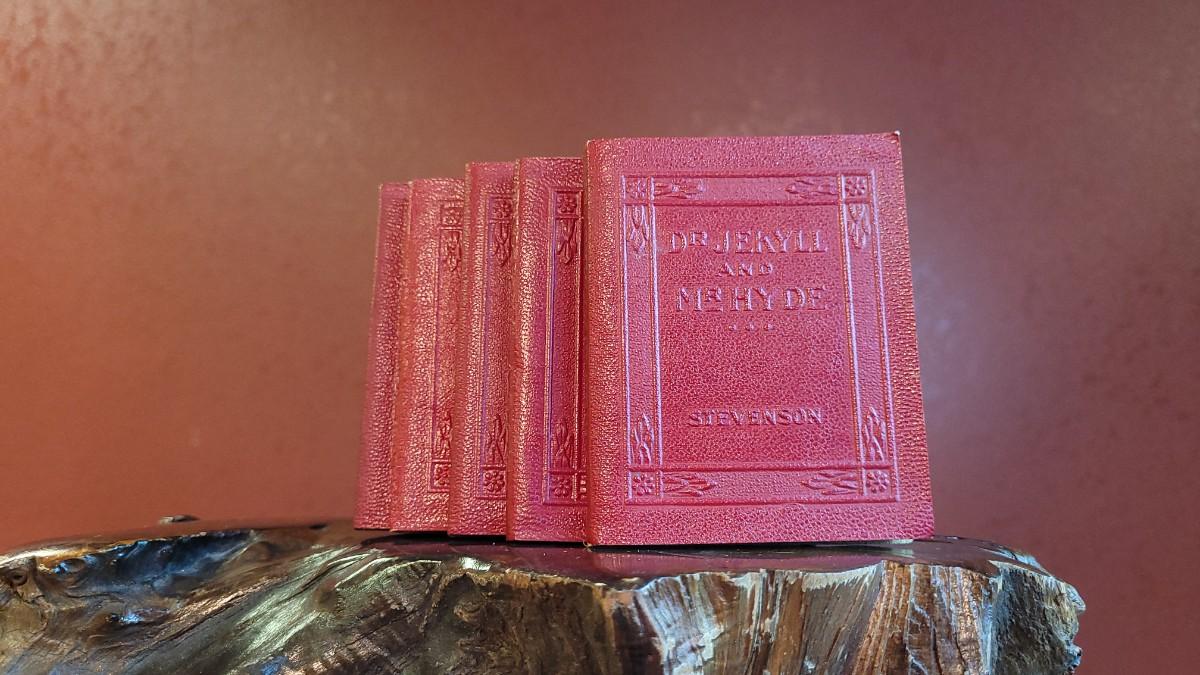 DR JEKYLL
AND
MR HYDE
STEVENSON